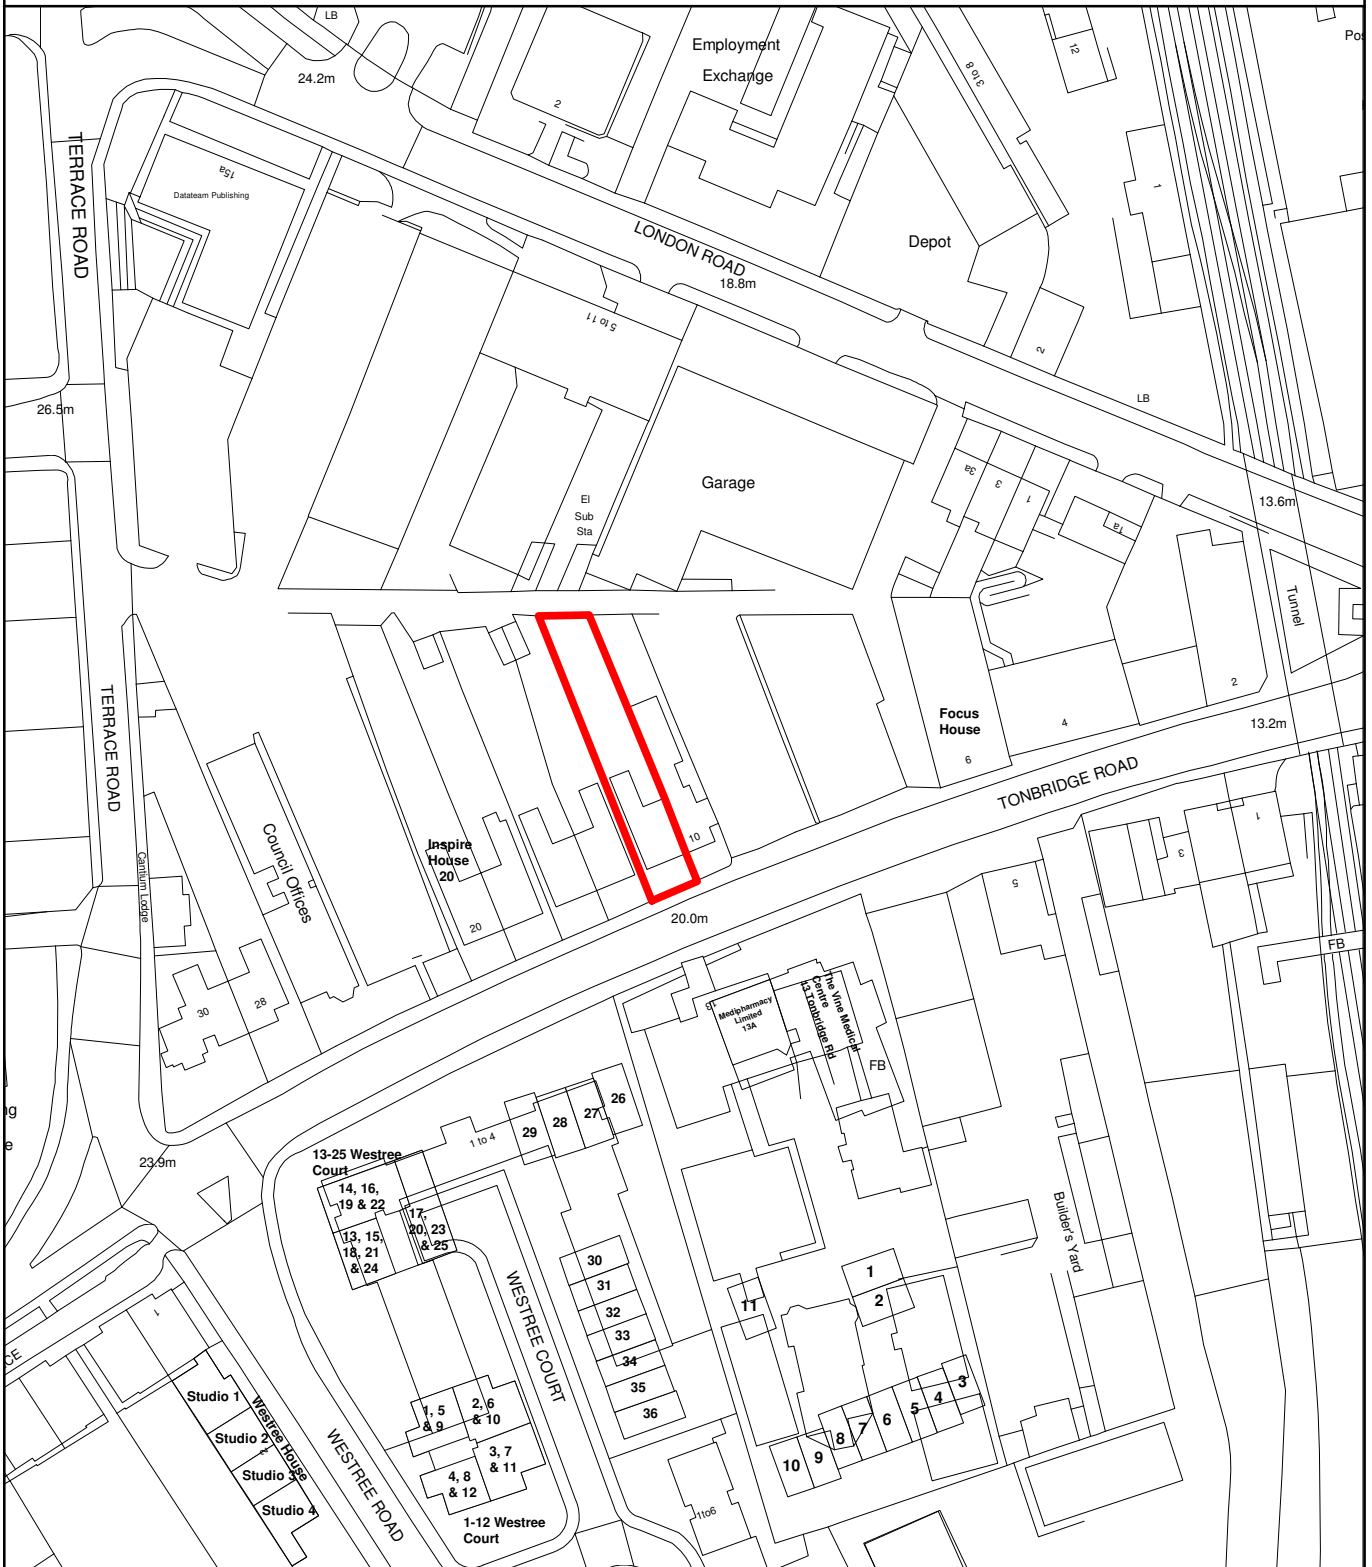 LB
Employment
Exchange
24.2m
2
3 to 8
12
Pos
TERRACE ROAD
15a
Datateam Publishing
1
LONDON ROAD
18.8m
Depot
5 to 11
2
LB
26.5m
Garage
3a
3
1
1a
El
Sub
Sta
13.6m
Tunnel
TERRACE ROAD
Focus
House
6
4
2
13.2m
TONBRIDGE ROAD
Council Offices
Cantium Lodge
Inspire
House
20
20
10
20.0m
1
3
5
FB
30
28
13
Medipharmacy
Limited
13A
The Vine Medical
Centre
13 Tonbridge Rd
FB
ng
e
23.9m
1 to 4
29
28
27
26
13-25 Westree
Court
14, 16,
19 & 22
17,
20, 23
& 25
13, 15,
18, 21
& 24
Builder's Yard
WESTREE COURT
30
31
32
33
34
35
36
11
1
2
3
4
5
6
7
8
9
10
1
CE
Studio 1
Studio 2
Studio 3
Studio 4
Westree House
2
WESTREE ROAD
1, 5
& 9
2, 6
& 10
3, 7
& 11
4, 8
& 12
1-12 Westree
Court
1to6